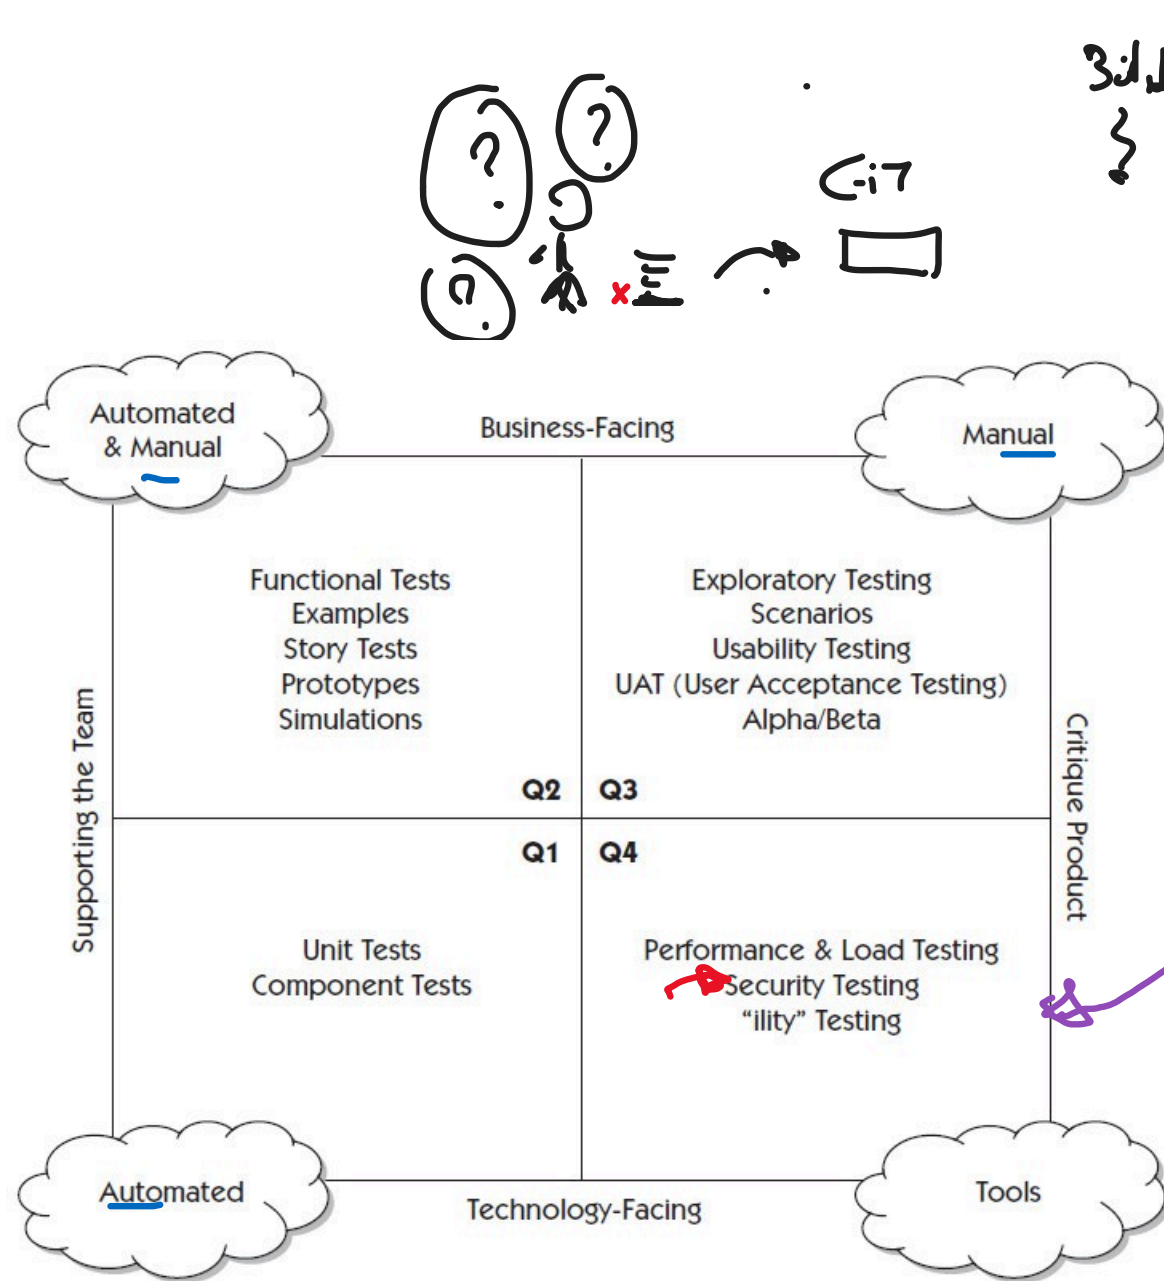 ?
?
?
Automated
& Manual
Business-Facing
Manual
Functional Tests
Examples
Story Tests
Prototypes
Simulations
Exploratory Testing
Scenarios
Usability Testing
UAT (User Acceptance Testing)
Alpha/Beta
Supporting the Team
Critique Product
Q2
Q3
Q1
Q4
Unit Tests
Component Tests
Performance & Load Testing
Security Testing
“ility” Testing
Automated
Technology-Facing
Tools